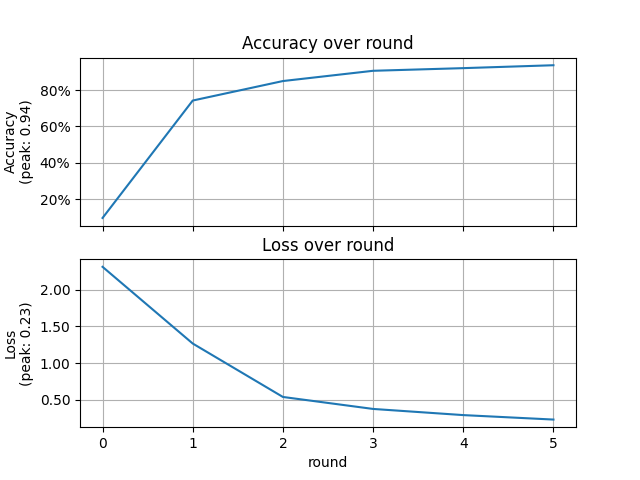 Accuracy over round
80%
60%
40%
20%
Accuracy
(peak: 0.94)
Loss over round
2.00
1.50
1.00
0.50
Loss
(peak: 0.23)
0 1 2 3 4 5
round